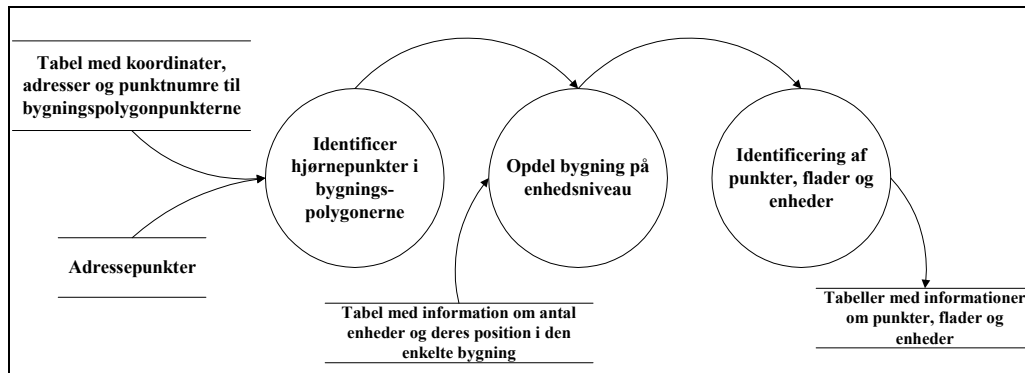 Tabel med koordinater,
adresser og punktnumre til
bygningspolygonpunkterne
Identificer
hjørnepunkter i
bygnings-
polygonerne
Opdel bygning på
enhedsniveau
Identificering af
punkter, flader og
enheder
Adressepunkter
Tabel med information om antal
enheder og deres position i den
enkelte bygning
Tabeller med informationer
om punkter, flader og
enheder